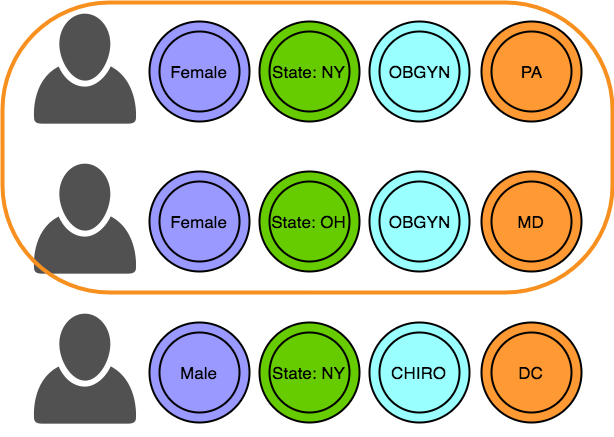 Female State: NY OBGYN PA
Female State: OH OBGYN MD
Male State: NY CHIRO DC